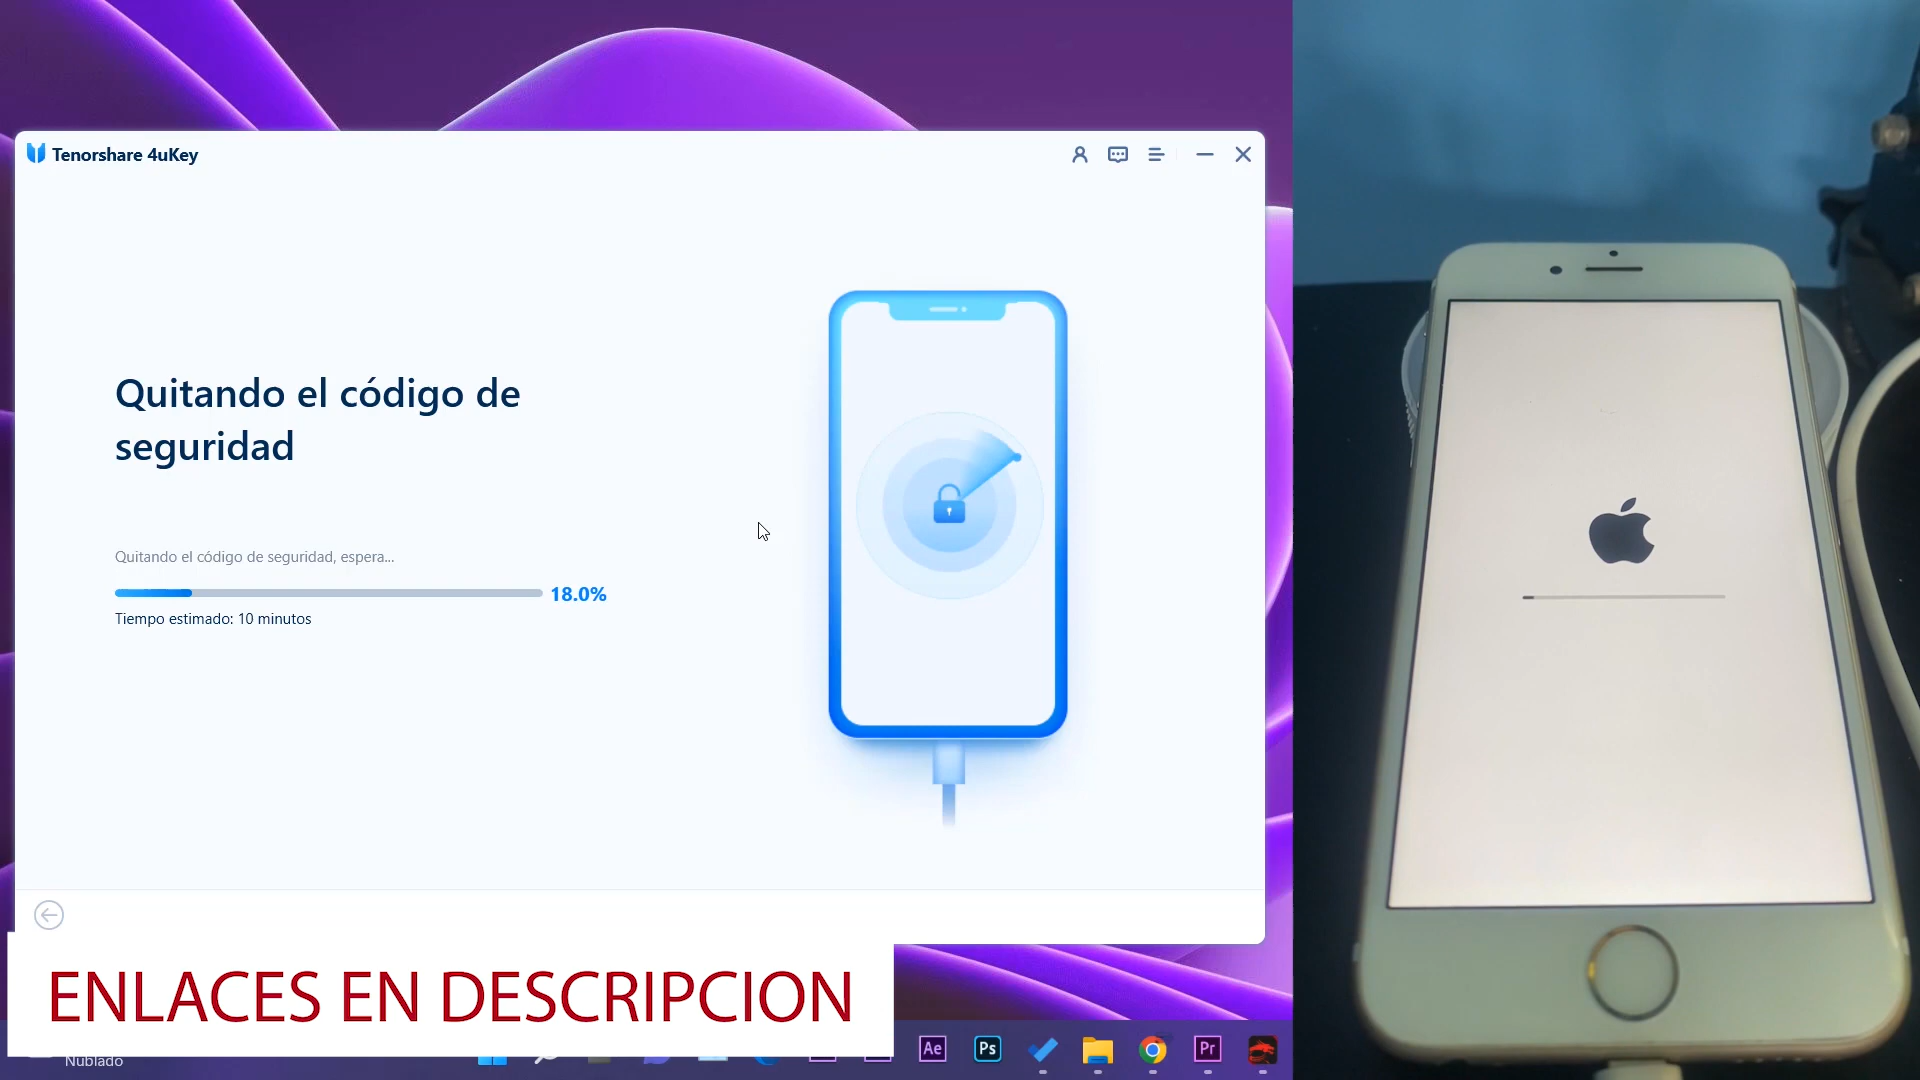 Tenorshare 4uKey
Quitando el código de
seguridad
Quitando el código de seguridad, espera...
18.0%
Tiempo estimado: 10 minutos
ENLACES EN DESCRIPCION
Nublado
Ae
Ps
Pr